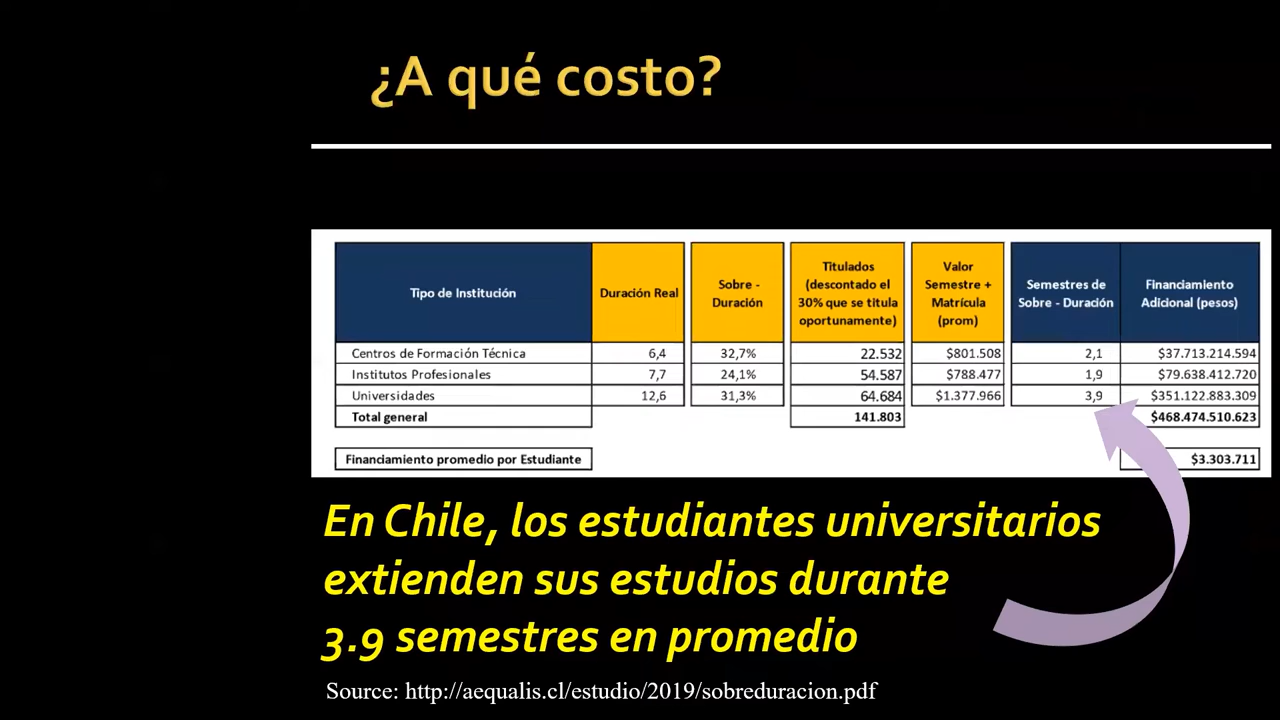 ¿A qué costo?
Tipo de Institución Duración Real Sobre - Duración Titulados (descontado el 30% que se titula oportunamente) Valor Semestre + Matrícula (prom) Semestres de Sobre - Duración Financiamiento Adicional (pesos)
Centros de Formación Técnica 6,4 32,7% 22.532 $801.508 2,1 $37.713.214.594
Institutos Profesionales 7,7 24,1% 54.587 $788.477 1,9 $79.638.412.720
Universidades 12,6 31,3% 64.684 $1.377.966 3,9 $351.122.883.309
Total general 141.803 $468.474.510.623
Financiamiento promedio por Estudiante $3.303.711
En Chile, los estudiantes universitarios
extienden sus estudios durante
3.9 semestres en promedio
Source: http://aequalis.cl/estudio/2019/sobreduracion.pdf